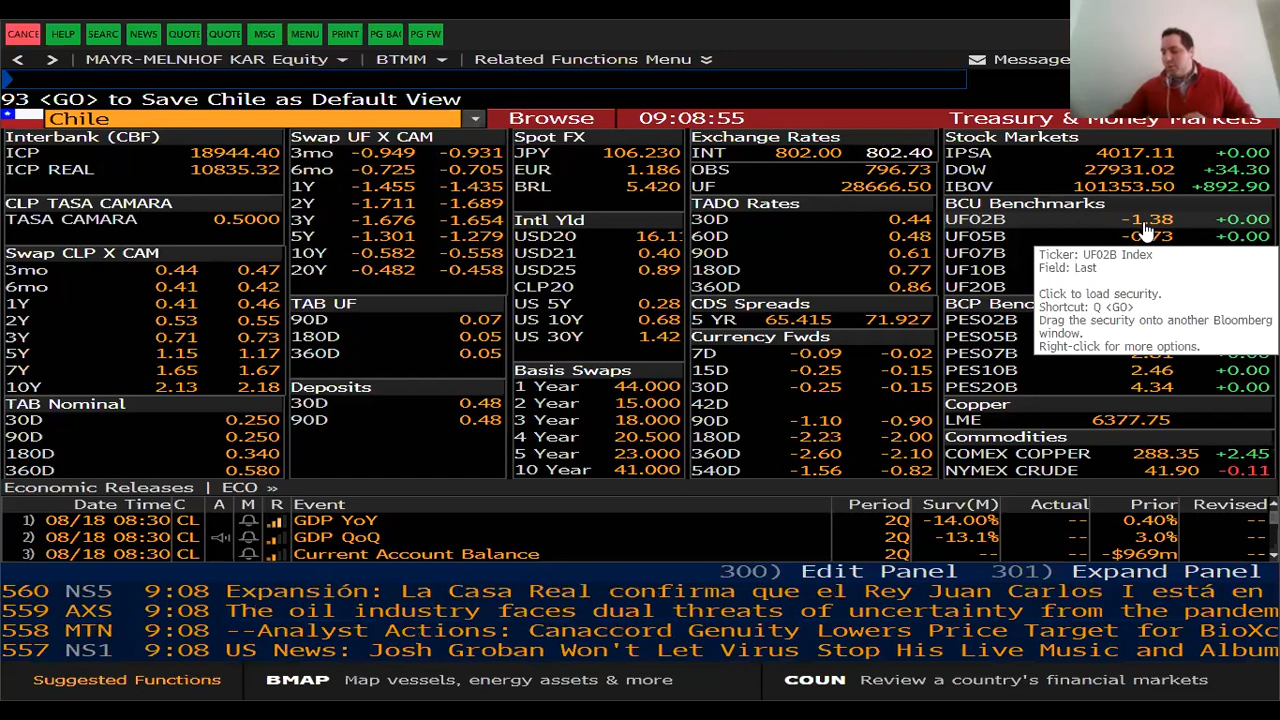 CANCE HELP SEARC NEWS QUOTE QUOTE MSG MENU PRINT PG BAC PG FW
< > MAYR-MELNHOF KAR Equity BTMM Related Functions Menu Message
93 <GO> to Save Chile as Default View
Chile Browse 09:08:55 Treasury & Money Markets
Interbank (CBF)
ICP 18944.40
ICP REAL 10835.32
CLP TASA CAMARA
TASA CAMARA 0.5000
Swap CLP X CAM
3mo 0.44 0.47
6mo 0.41 0.42
1Y 0.41 0.46
2Y 0.53 0.55
3Y 0.71 0.73
5Y 1.15 1.17
7Y 1.65 1.67
10Y 2.13 2.18
TAB Nominal
30D 0.250
90D 0.250
180D 0.340
360D 0.580
Swap UF X CAM
3mo -0.949 -0.931
6mo -0.725 -0.705
1Y -1.455 -1.435
2Y -1.711 -1.689
3Y -1.676 -1.654
5Y -1.301 -1.279
10Y -0.582 -0.558
20Y -0.482 -0.458
TAB UF
90D 0.07
180D 0.05
360D 0.05
Deposits
30D 0.48
90D 0.48
Spot FX
JPY 106.230
EUR 1.186
BRL 5.420
Intl Yld
USD20 16.1
USD21 0.40
USD25 0.89
CLP20
US 5Y 0.28
US 10Y 0.68
US 30Y 1.42
Basis Swaps
1 Year 44.000
2 Year 15.000
3 Year 18.000
4 Year 20.500
5 Year 23.000
10 Year 41.000
Exchange Rates
INT 802.00 802.40
OBS 796.73
UF 28666.50
TADO Rates
30D 0.44
60D 0.48
90D 0.61
180D 0.77
360D 0.86
CDS Spreads
5 YR 65.415 71.927
Currency Fwds
7D -0.09 -0.02
15D -0.25 -0.15
30D -0.25 -0.15
42D
90D -1.10 -0.90
180D -2.23 -2.00
360D -2.60 -2.10
540D -1.56 -0.82
Stock Markets
IPSA 4017.11 +0.00
DOW 27931.02 +34.30
IBOV 101353.50 +892.90
BCU Benchmarks
UF02B -1.38 +0.00
UF05B +0.00
UF07B
UF10B
UF20B
BCP
PES02B
PES05B
PES07B
PES10B 2.46 +0.00
PES20B 4.34 +0.00
Ticker: UF02B Index
Field: Last
Click to load security.
Shortcut: Q <GO>
Drag the security onto another Bloomberg
window.
Right-click for more options.
Copper
LME 6377.75
Commodities
COMEX COPPER 288.35 +2.45
NYMEX CRUDE 41.90 -0.11
Economic Releases | ECO »
Date Time C A M R Event Period Surv(M) Actual Prior Revised
1) 08/18 08:30 CL GDP YoY 2Q -14.00% -- 0.40% --
2) 08/18 08:30 CL GDP QoQ 2Q -13.1% -- 3.0% --
3) 08/18 08:30 CL Current Account Balance 2Q -- -- -$969m --
300) Edit Panel 301) Expand Panel
560 NS5 9:08 Expansión: La Casa Real confirma que el Rey Juan Carlos I está en
559 AXS 9:08 The oil industry faces dual threats of uncertainty from the pandem
558 MTN 9:08 --Analyst Actions: Canaccord Genuity Lowers Price Target for BioXc
557 NS1 9:08 US News: Josh Groban Won't Let Virus Stop His Live Music and Album
Suggested Functions BMAP Map vessels, energy assets & more COUN Review a country's financial markets